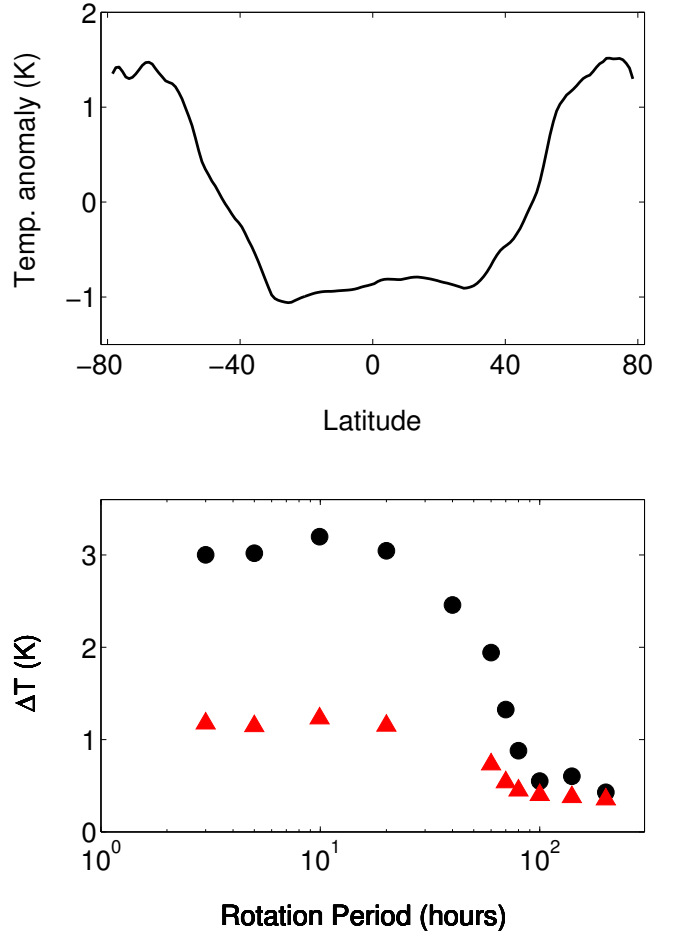 2
1
0
−1
Temp. anomaly (K)
−80 −40 0 40 80
Latitude
3
2
1
0
ΔT (K)
10^0 10^1 10^2
Rotation Period (hours)